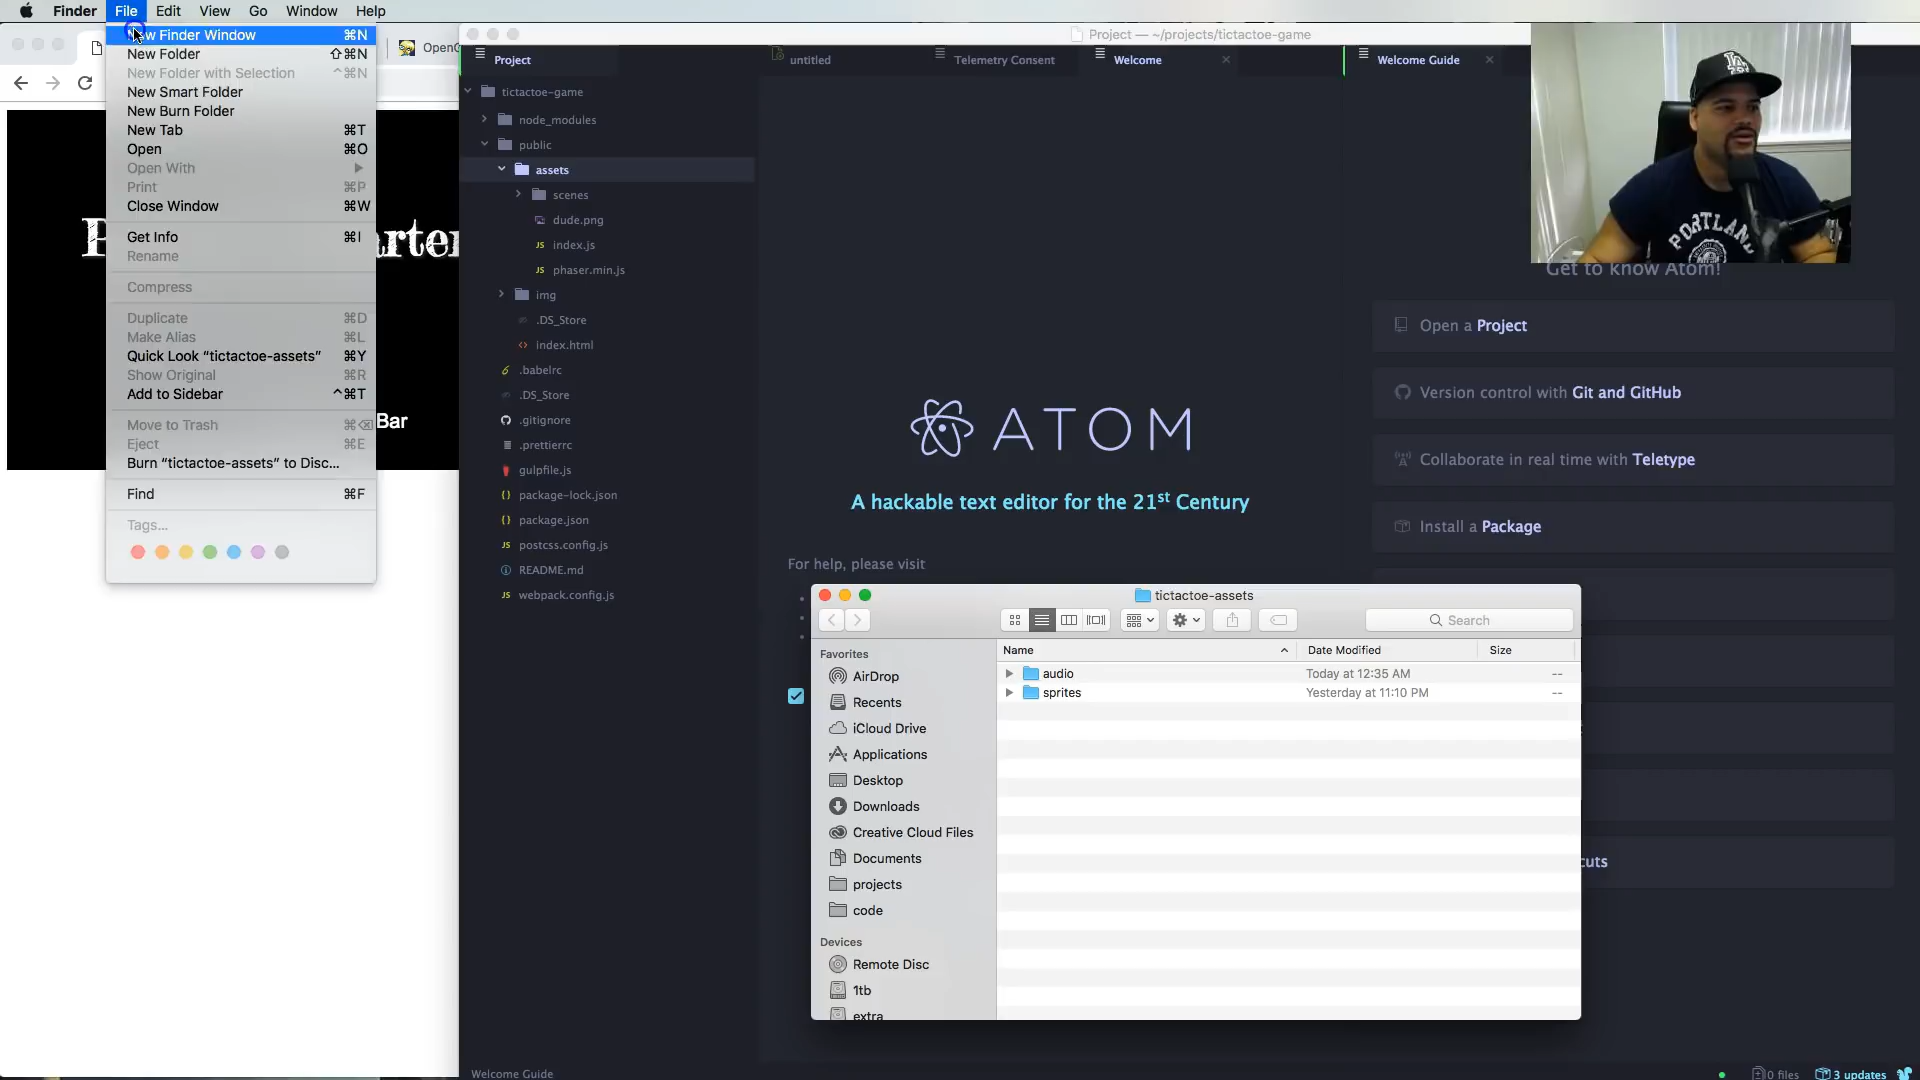 Finder File Edit View Go Window Help
New Finder Window ⌘N
New Folder ⇧⌘N
New Folder with Selection ^⌘N
New Smart Folder
New Burn Folder
New Tab ⌘T
Open ⌘O
Open With
Print ⌘P
Close Window ⌘W
Get Info ⌘I
Rename
Compress
Duplicate ⌘D
Make Alias ⌘L
Quick Look “tictactoe-assets” ⌘Y
Show Original ⌘R
Add to Sidebar ^⌘T
Move to Trash ⌘⌫
Eject ⌘E
Burn “tictactoe-assets” to Disc...
Find ⌘F
Tags...
Bar
Project — ~/projects/tictactoe-game
Project
untitled
Telemetry Consent
Welcome
Welcome Guide
tictactoe-game
node_modules
public
assets
scenes
dude.png
index.js
phaser.min.js
img
.DS_Store
index.html
.babelrc
.DS_Store
.gitignore
.prettierrc
gulpfile.js
package-lock.json
package.json
postcss.config.js
README.md
webpack.config.js
Welcome Guide
ATOM
A hackable text editor for the 21st Century
For help, please visit
LA
PORTLAND
Get to know Atom!
Open a Project
Version control with Git and GitHub
Collaborate in real time with Teletype
Install a Package
cuts
tictactoe-assets
Search
Favorites
AirDrop
Recents
iCloud Drive
Applications
Desktop
Downloads
Creative Cloud Files
Documents
projects
code
Devices
Remote Disc
1tb
extra
Name Date Modified Size
audio Today at 12:35 AM --
sprites Yesterday at 11:10 PM --
0 files 3 updates